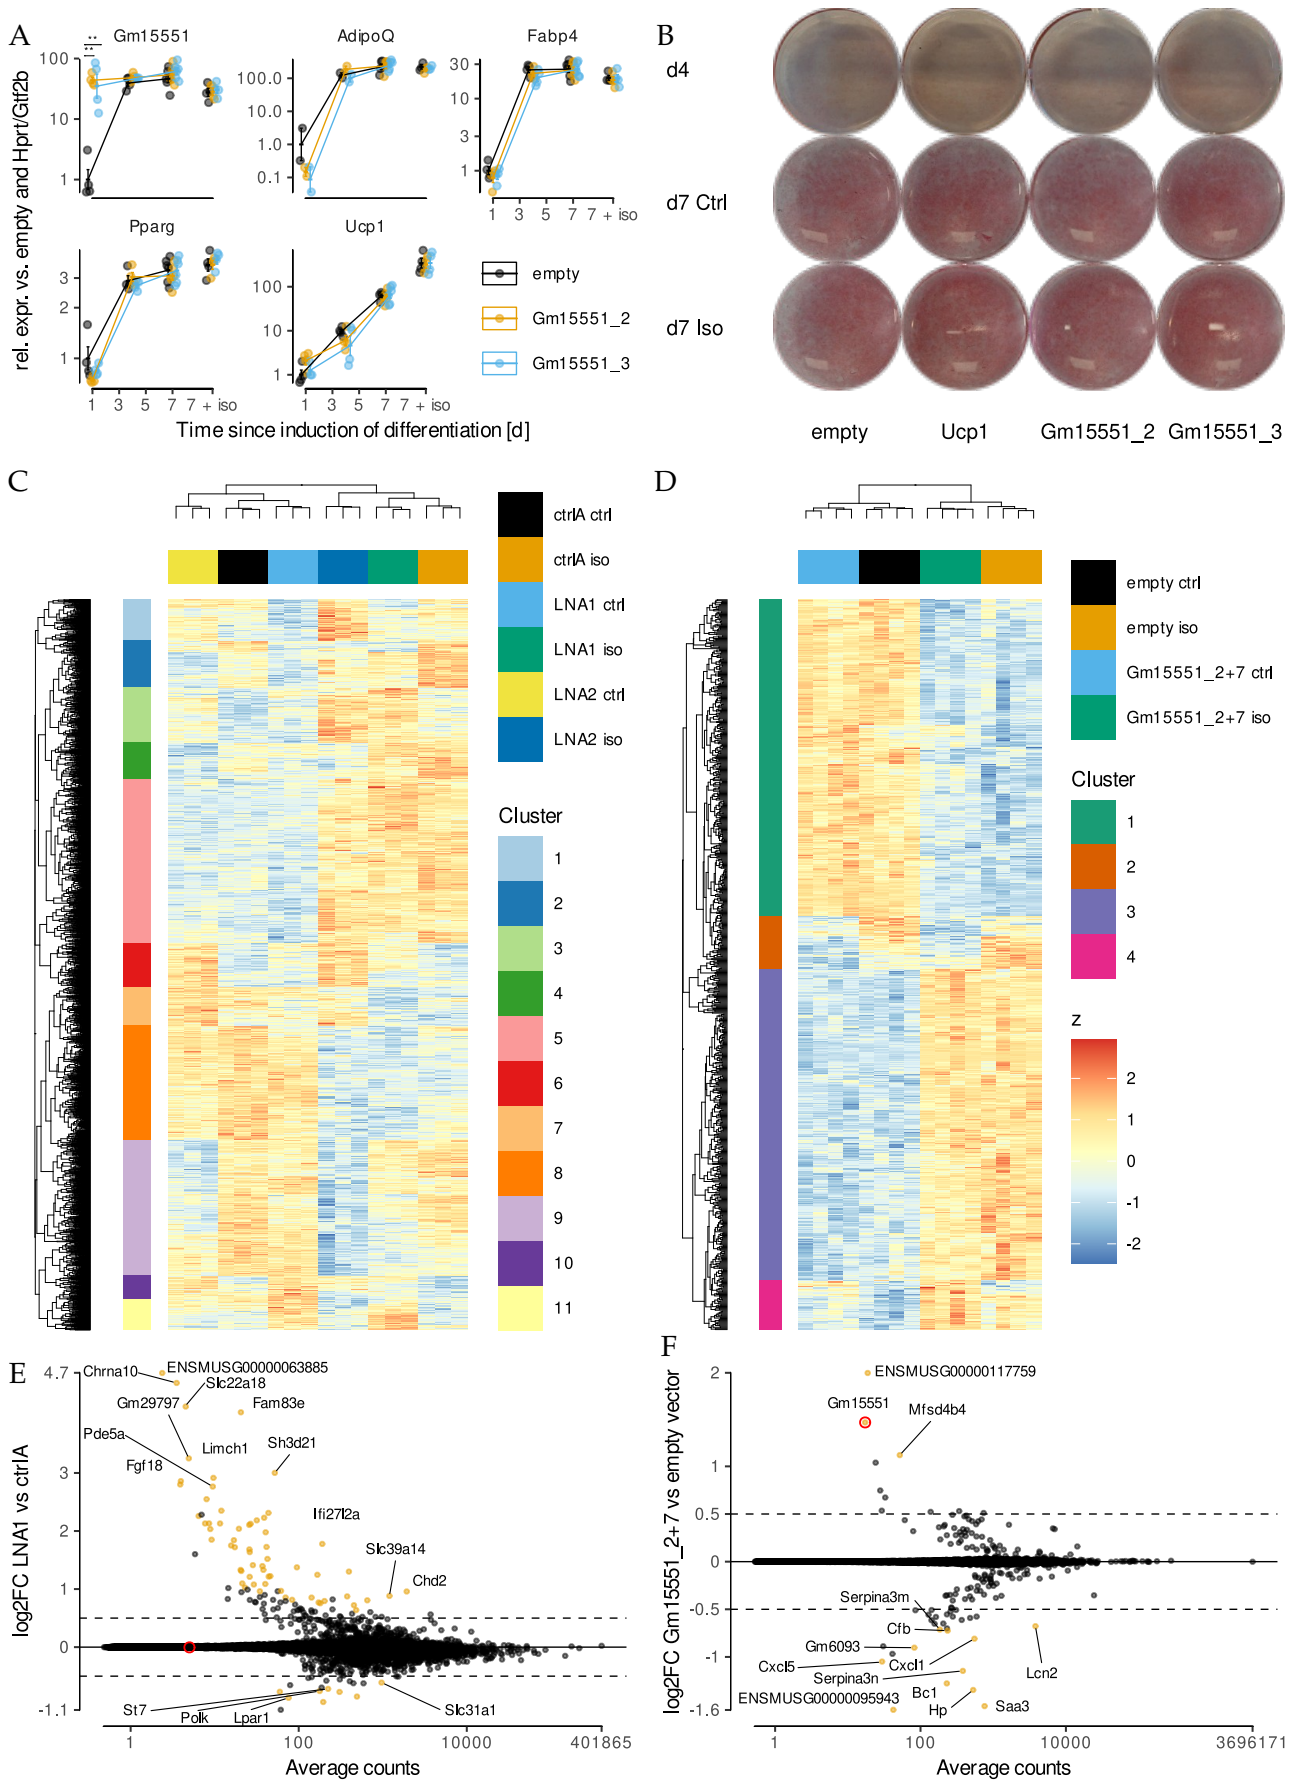 A
rel. expr. vs. empty and Hprt/Gtf2b
Gm15551
**
**
100
10
1
AdipoQ
100.0
10.0
1.0
0.1
Fabp4
30
10
3
1
1 3 5 7 7 + iso
Pparg
3
2
1
1 3 5 7 7 + iso
Ucp1
100
10
1
1 3 5 7 7 + iso
empty
Gm15551_2
Gm15551_3
Time since induction of differentiation [d]
B
d4
d7 Ctrl
d7 Iso
empty
Ucp1
Gm15551_2
Gm15551_3
C
ctrlA ctrl
ctrlA iso
LNA1 ctrl
LNA1 iso
LNA2 ctrl
LNA2 iso
Cluster
1
2
3
4
5
6
7
8
9
10
11
D
empty ctrl
empty iso
Gm15551_2+7 ctrl
Gm15551_2+7 iso
Cluster
1
2
3
4
z
2
1
0
-1
-2
E
log2FC LNA1 vs ctrlA
4.7
3
2
1
0
-1.1
Chrna10
ENSMUSG00000063885
Slc22a18
Gm29797
Fam83e
Pde5a
Limch1
Sh3d21
Fgf18
Ifi27l2a
Slc39a14
Chd2
St7
Polk
Lpar1
Slc31a1
1
100
10000
401865
Average counts
F
log2FC Gm15551_2+7 vs empty vector
2
1
0.5
0
-0.5
-1
-1.6
ENSMUSG00000117759
Gm15551
Mfsd4b4
Serpina3m
Cfb
Gm6093
Cxcl5
Cxcl1
Serpina3n
Lcn2
Bc1
ENSMUSG00000095943
Hp
Saa3
1
100
10000
3696171
Average counts